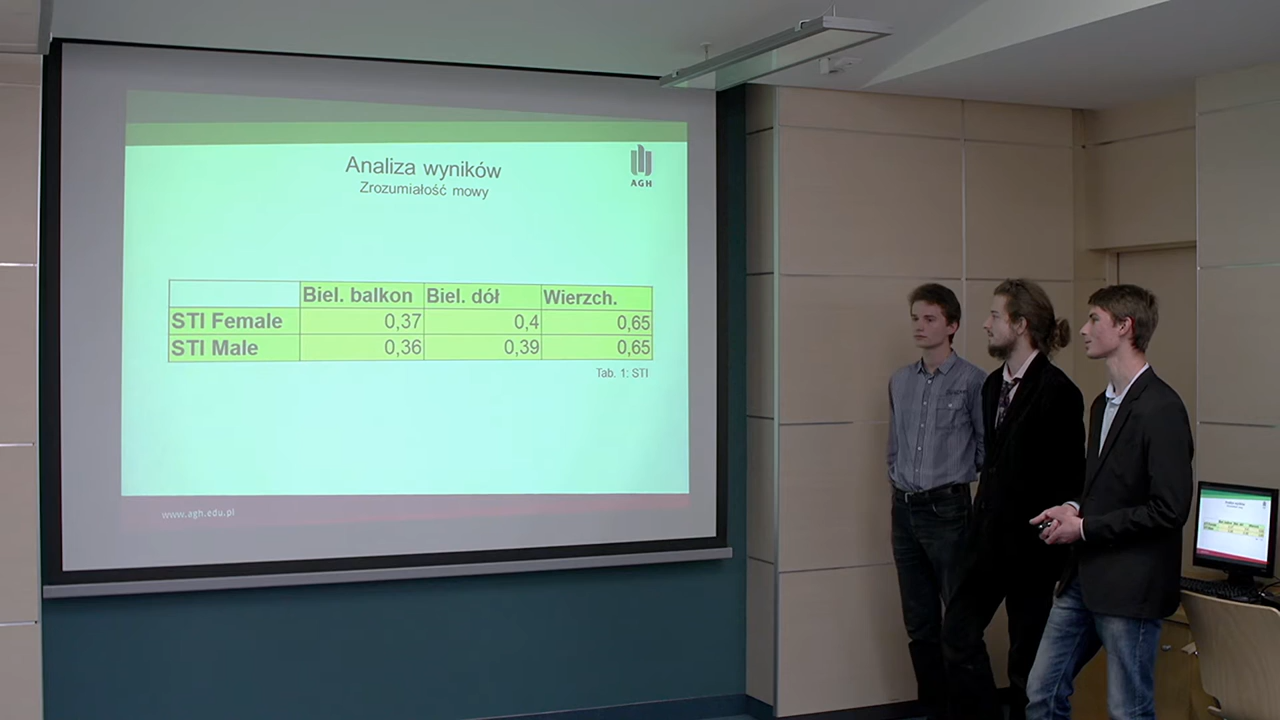 Analiza wyników
Zrozumiałość mowy
AGH
Biel. balkon Biel. dół Wierzch.
STI Female 0,37 0,4 0,65
STI Male 0,36 0,39 0,65
Tab. 1: STI
www.agh.edu.pl